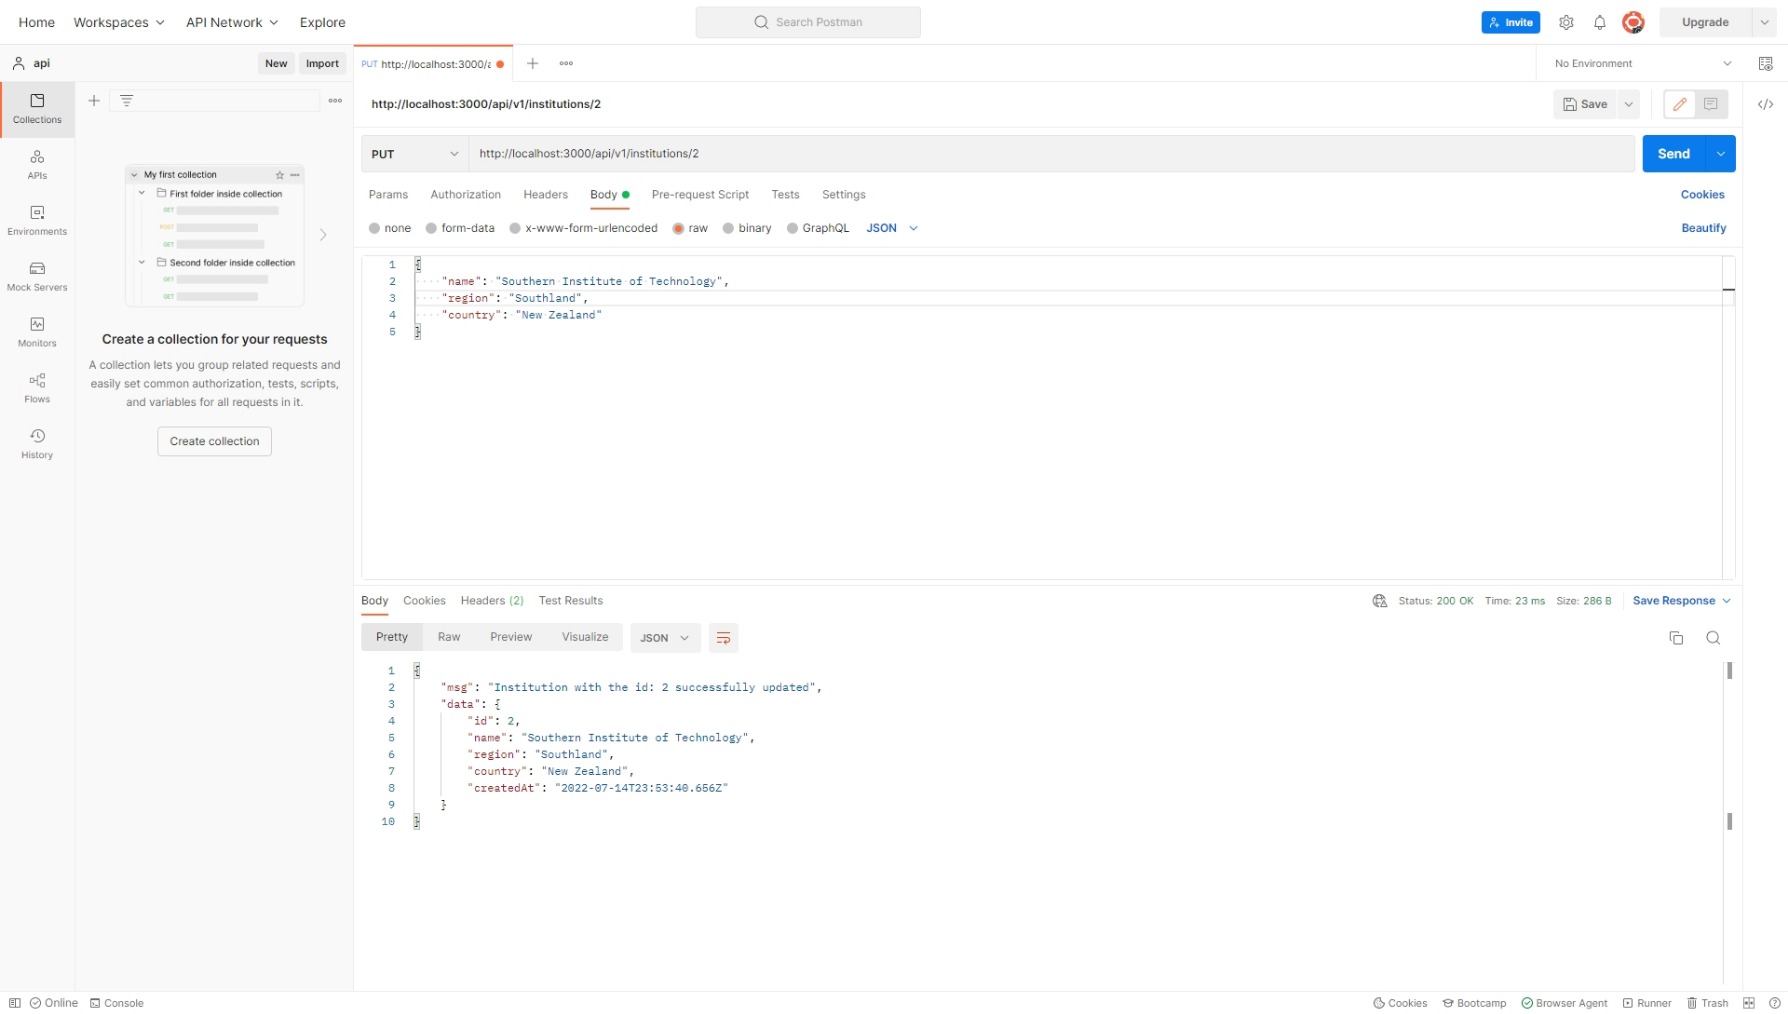 Home Workspaces API Network Explore Search Postman Invite Upgrade
api New Import PUT http://localhost:3000/a No Environment
http://localhost:3000/api/v1/institutions/2 Save
PUT http://localhost:3000/api/v1/institutions/2 Send
Params Authorization Headers Body Pre-request Script Tests Settings Cookies
none form-data x-www-form-urlencoded raw binary GraphQL JSON Beautify
Collections
APIs
Environments
Mock Servers
Monitors
Flows
History
My first collection
First folder inside collection
GET
POST
GET
Second folder inside collection
GET
GET
Create a collection for your requests
A collection lets you group related requests and
easily set common authorization, tests, scripts,
and variables for all requests in it.
Create collection
1 {
2 "name": "Southern Institute of Technology",
3 "region": "Southland",
4 "country": "New Zealand"
5 }
Body Cookies Headers (2) Test Results Status: 200 OK Time: 23 ms Size: 286 B Save Response
Pretty Raw Preview Visualize JSON
1 {
2 "msg": "Institution with the id: 2 successfully updated",
3 "data": {
4 "id": 2,
5 "name": "Southern Institute of Technology",
6 "region": "Southland",
7 "country": "New Zealand",
8 "createdAt": "2022-07-14T23:53:40.656Z"
9 }
10 }
Online Console Cookies Bootcamp Browser Agent Runner Trash